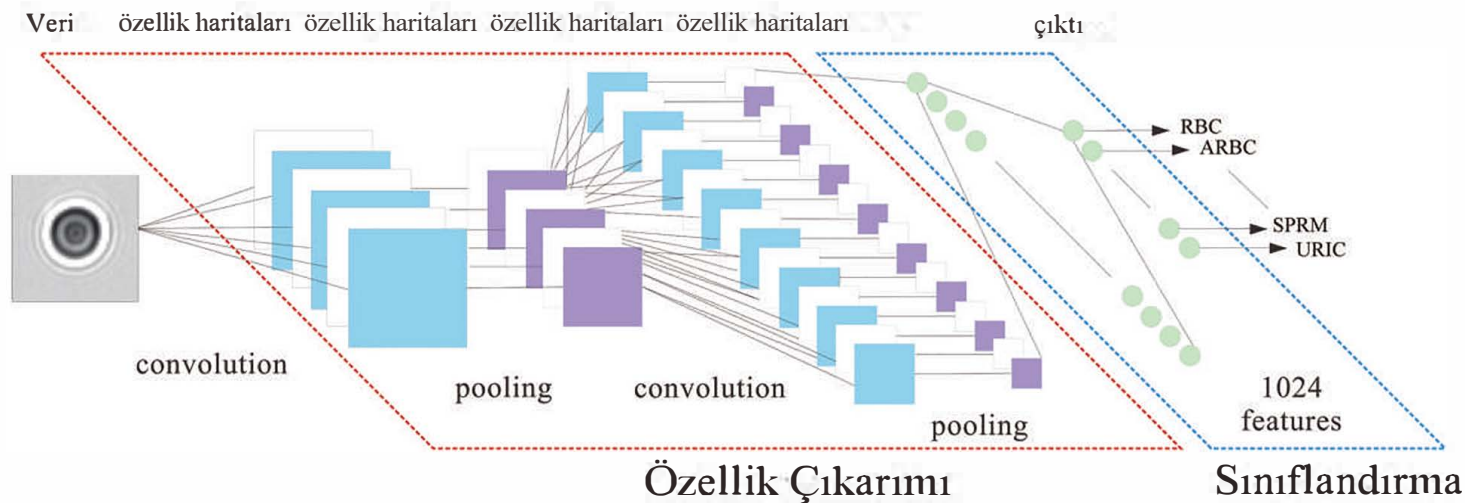 Veri özellik haritaları özellik haritaları özellik haritaları özellik haritaları çıktı
RBC
ARBC
SPRM
URIC
convolution
pooling
convolution
pooling
1024
features
Özellik Çıkarımı
Sınıflandırma